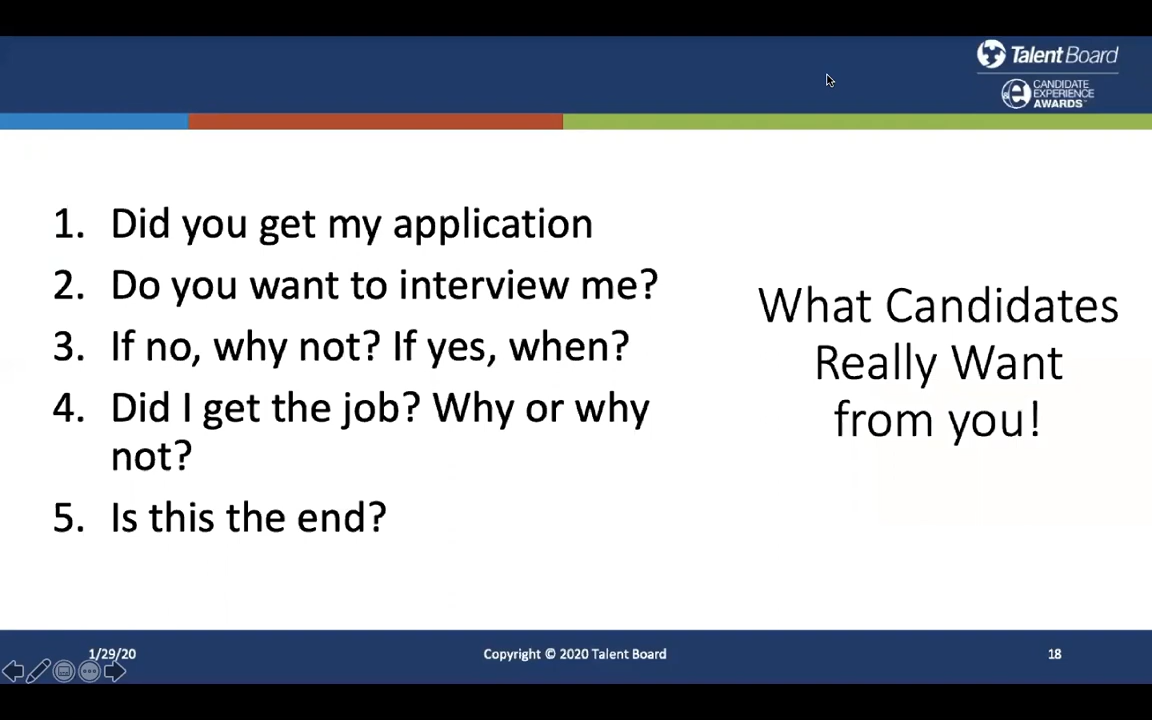 Talent Board
CANDIDATE
EXPERIENCE
AWARDS
1. Did you get my application
2. Do you want to interview me?
3. If no, why not? If yes, when?
4. Did I get the job? Why or why
not?
5. Is this the end?
What Candidates
Really Want
from you!
1/29/20
Copyright © 2020 Talent Board
18